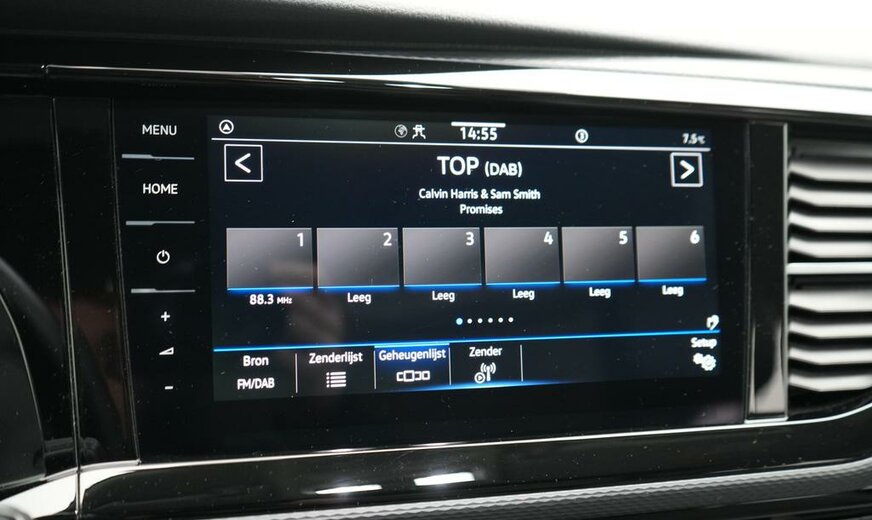 MENU
HOME
14:55
7.5°C
TOP (DAB)
Calvin Harris & Sam Smith
Promises
1 2 3 4 5 6
88.3 MHz Leeg Leeg Leeg Leeg Leeg
Bron Zenderlijst Geheugenlijst Zender Setup
FM/DAB